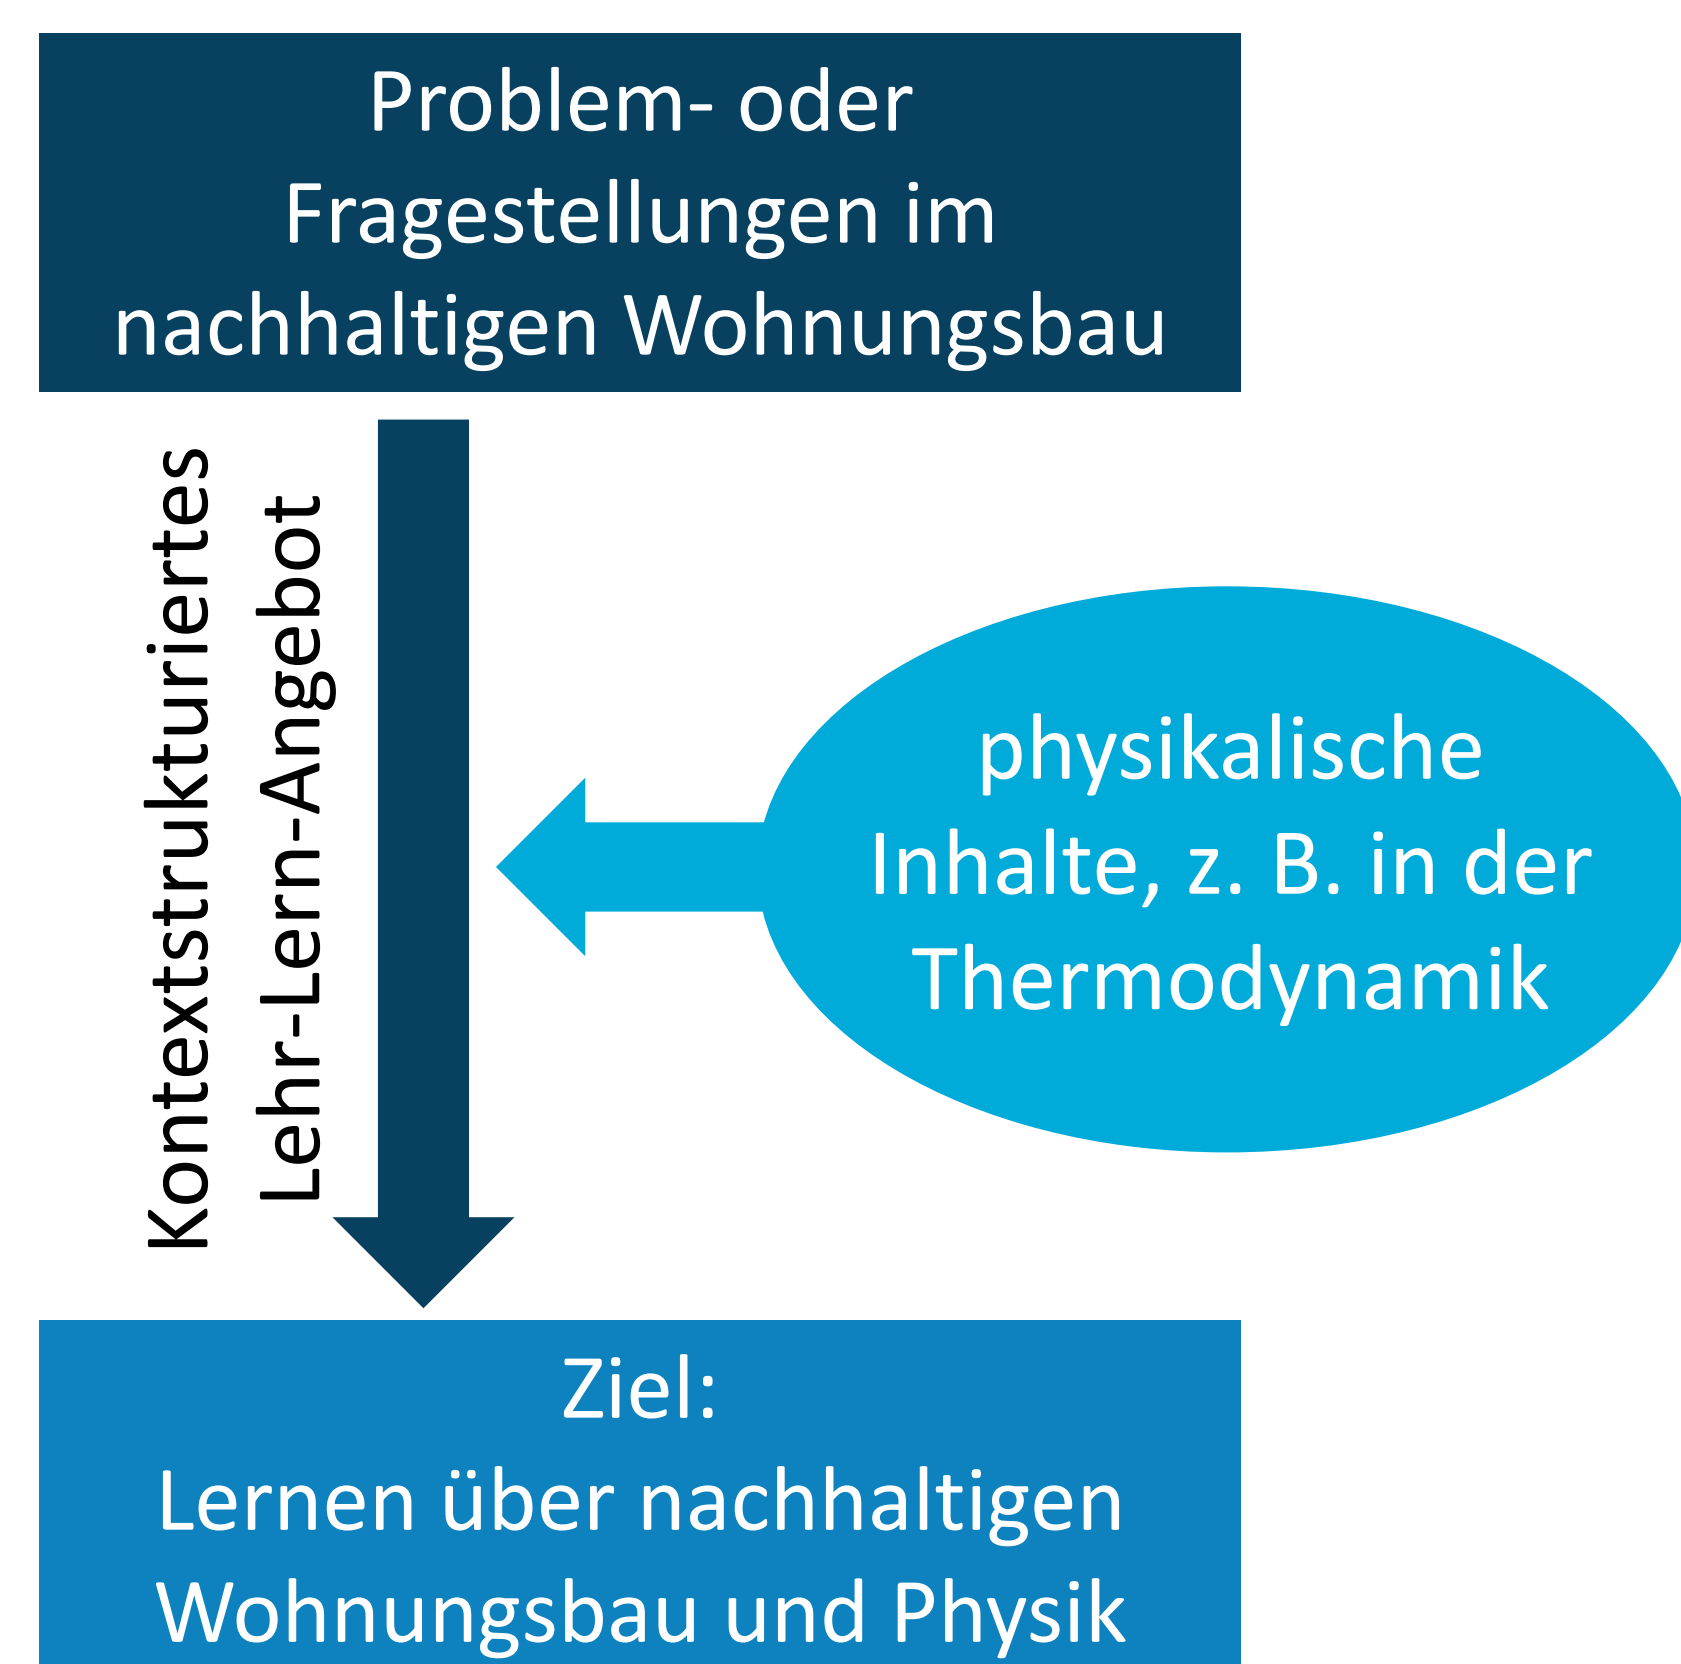 Problem- oder
Fragestellungen im
nachhaltigen Wohnungsbau
Kontextstrukturiertes
Lehr-Lern-Angebot
physikalische
Inhalte, z. B. in der
Thermodynamik
Ziel:
Lernen über nachhaltigen
Wohnungsbau und Physik